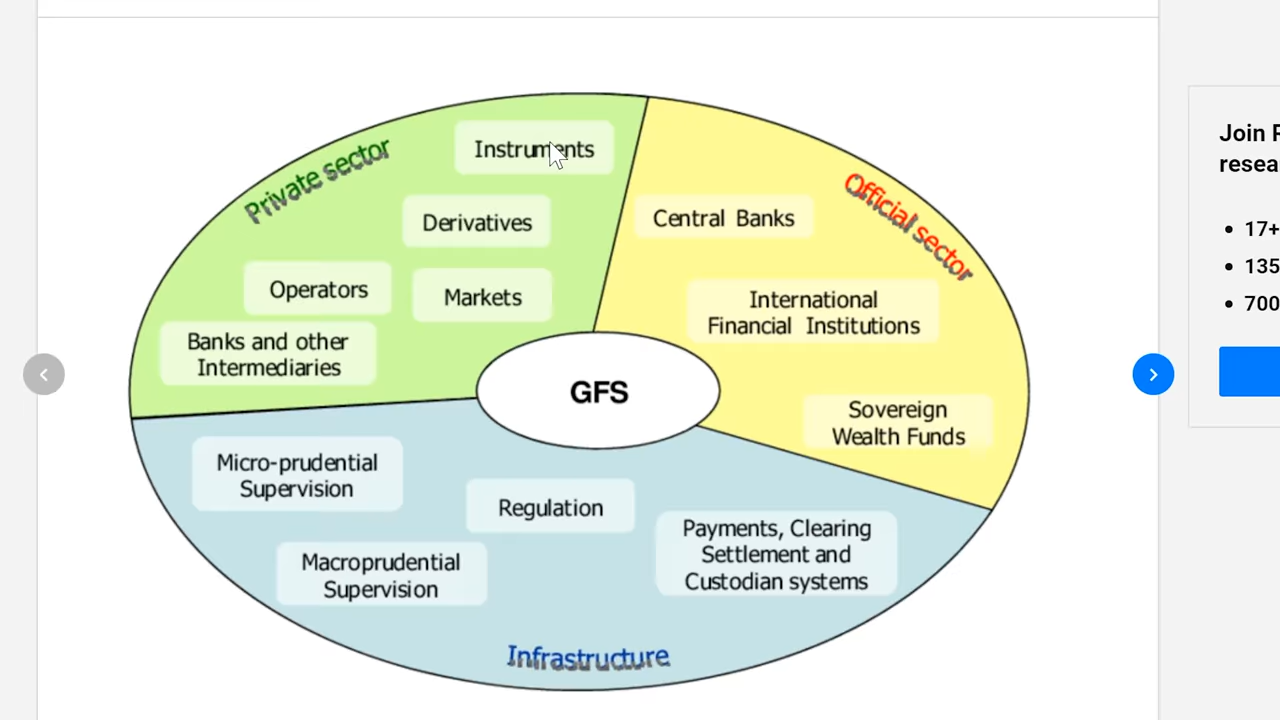 Private sector
Instruments
Derivatives
Operators
Markets
Banks and other
Intermediaries
Official sector
Central Banks
International
Financial Institutions
Sovereign
Wealth Funds
GFS
Micro-prudential
Supervision
Regulation
Macroprudential
Supervision
Payments, Clearing
Settlement and
Custodian systems
Infrastructure
Join
17+
135
700